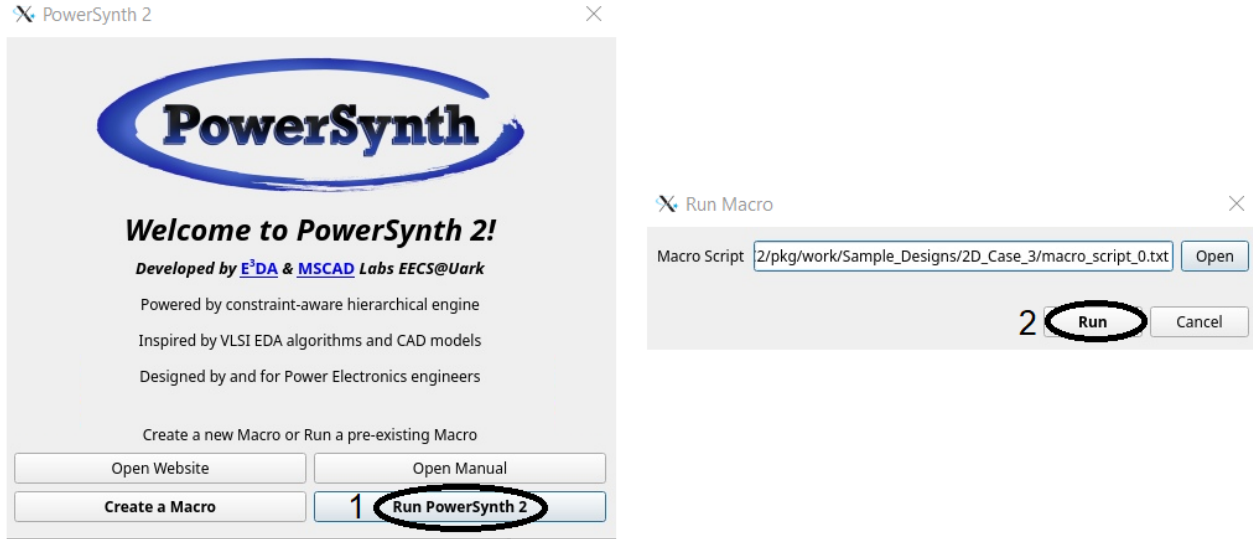 PowerSynth 2
PowerSynth
Welcome to PowerSynth 2!
Developed by E³DA & MSCAD Labs EECS@Uark
Powered by constraint-aware hierarchical engine
Inspired by VLSI EDA algorithms and CAD models
Designed by and for Power Electronics engineers
Create a new Macro or Run a pre-existing Macro
Open Website Open Manual
Create a Macro 1 Run PowerSynth 2
Run Macro
Macro Script 2/pkg/work/Sample_Designs/2D_Case_3/macro_script_0.txt Open
2 Run Cancel